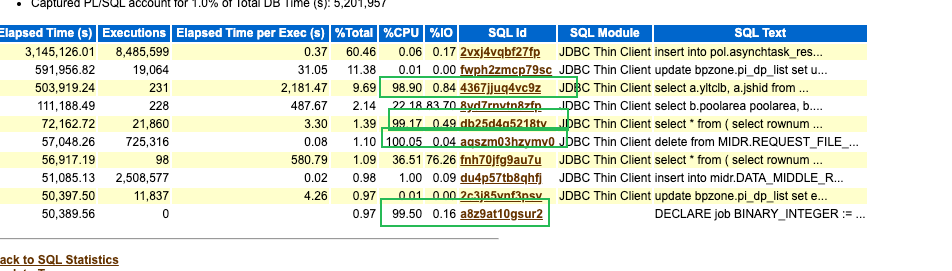 Captured PL/SQL account for 1.0% of Total DB Time (s): 5,201,957
Elapsed Time (s) Executions Elapsed Time per Exec (s) %Total %CPU %IO SQL Id SQL Module SQL Text
3,145,126.01 8,485,599 0.37 60.46 0.06 0.17 2vxj4vqbf27fp JDBC Thin Client insert into pol.asynctask_res...
591,956.82 19,064 31.05 11.38 0.01 0.00 fwph2zmcp79sc JDBC Thin Client update bpzone.pi_dp_list set u...
503,919.24 231 2,181.47 9.69 98.90 0.84 4367jjuq4vc9z JDBC Thin Client select a.yltclb, a.jshid from ...
111,188.49 228 487.67 2.14 22.18 83.70 8yd7rnytn8zfp JDBC Thin Client select b.poolarea poolarea, b....
72,162.72 21,860 3.30 1.39 99.17 0.49 db25d4g5218ty JDBC Thin Client select * from ( select rownum ...
57,048.26 725,316 0.08 1.10 100.05 0.04 aqszm03hzymv0 JDBC Thin Client delete from MIDR.REQUEST_FILE_...
56,917.19 98 580.79 1.09 36.51 76.26 fnh70jfg9au7u JDBC Thin Client select * from ( select rownum ...
51,085.13 2,508,577 0.02 0.98 1.00 0.09 du4p57tb8qhfj JDBC Thin Client insert into midr.DATA_MIDDLE_R...
50,397.50 11,837 4.26 0.97 0.01 0.00 2c3j85vnf3psv JDBC Thin Client update bpzone.pi_dp_list set e...
50,389.56 0 0.97 99.50 0.16 a8z9at10gsur2 DECLARE job BINARY_INTEGER := ...
ack to SQL Statistics